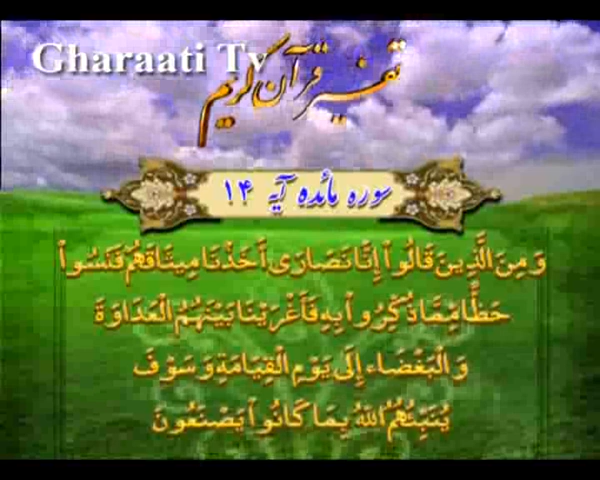 Gharaati Tv
تفسیر قرآن کریم
سوره مائده آیه ۱۴
وَمِنَ الَّذِينَ قَالُواْ إِنَّا نَصَارَى أَخَذْنَا مِيثَاقَهُمْ فَنَسُواْ
حَظًّا مِمَّا ذُكِّرُواْ بِهِ فَأَغْرَيْنَا بَيْنَهُمُ الْعَدَاوَةَ
وَالْبَغْضَاءَ إِلَى يَوْمِ الْقِيَامَةِ وَسَوْفَ
يُنَبِّئُهُمُ اللَّهُ بِمَا كَانُواْ يَصْنَعُونَ